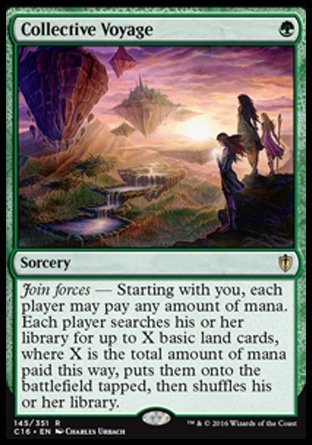 Collective Voyage
Sorcery
Join forces — Starting with you, each
player may pay any amount of mana.
Each player searches his or her
library for up to X basic land cards,
where X is the total amount of mana
paid this way, puts them onto the
battlefield tapped, then shuffles his
or her library.
145/351 R
C16 • EN Charles Urbach
™ & © 2016 Wizards of the Coast